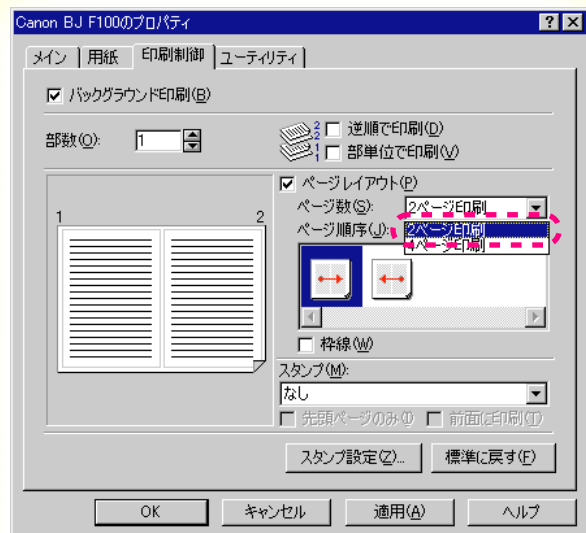 Canon BJ F100のプロパティ
メイン 用紙 印刷制御 ユーティリティ
バックグラウンド印刷(B)
部数(O): 1
2 2 1 1
逆順で印刷(D)
部単位で印刷(V)
ページレイアウト(P)
ページ数(S): 2ページ印刷
ページ順序(J): 2ページ印刷
4ページ印刷
1 2
枠線(W)
スタンプ(M):
なし
先頭ページのみ(I) 前面に印刷(T)
スタンプ設定(Z)... 標準に戻す(F)
OK キャンセル 適用(A) ヘルプ